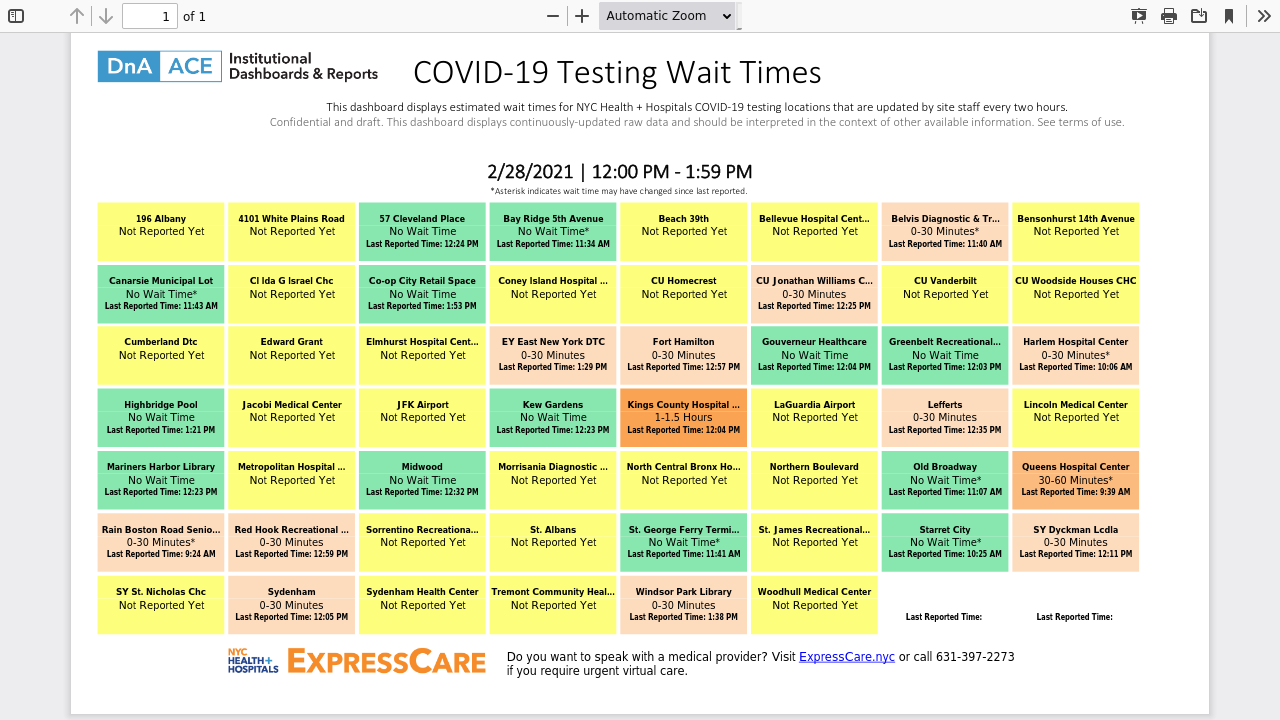 1 of 1 Automatic Zoom
DnA ACE Institutional
Dashboards & Reports
COVID-19 Testing Wait Times
This dashboard displays estimated wait times for NYC Health + Hospitals COVID-19 testing locations that are updated by site staff every two hours.
Confidential and draft. This dashboard displays continuously-updated raw data and should be interpreted in the context of other available information. See terms of use.
2/28/2021 | 12:00 PM - 1:59 PM
*Asterisk indicates wait time may have changed since last reported.
196 Albany
Not Reported Yet
4101 White Plains Road
Not Reported Yet
57 Cleveland Place
No Wait Time
Last Reported Time: 12:24 PM
Bay Ridge 5th Avenue
No Wait Time*
Last Reported Time: 11:34 AM
Beach 39th
Not Reported Yet
Bellevue Hospital Cent...
Not Reported Yet
Belvis Diagnostic & Tr...
0-30 Minutes*
Last Reported Time: 11:40 AM
Bensonhurst 14th Avenue
Not Reported Yet
Canarsie Municipal Lot
No Wait Time*
Last Reported Time: 11:43 AM
Cl Ida G Israel Chc
Not Reported Yet
Co-op City Retail Space
No Wait Time
Last Reported Time: 1:53 PM
Coney Island Hospital ...
Not Reported Yet
CU Homecrest
Not Reported Yet
CU Jonathan Williams C...
0-30 Minutes
Last Reported Time: 12:25 PM
CU Vanderbilt
Not Reported Yet
CU Woodside Houses CHC
Not Reported Yet
Cumberland Dtc
Not Reported Yet
Edward Grant
Not Reported Yet
Elmhurst Hospital Cent...
Not Reported Yet
EY East New York DTC
0-30 Minutes
Last Reported Time: 1:29 PM
Fort Hamilton
0-30 Minutes
Last Reported Time: 12:57 PM
Gouverneur Healthcare
No Wait Time
Last Reported Time: 12:04 PM
Greenbelt Recreational...
No Wait Time
Last Reported Time: 12:03 PM
Harlem Hospital Center
0-30 Minutes*
Last Reported Time: 10:06 AM
Highbridge Pool
No Wait Time
Last Reported Time: 1:21 PM
Jacobi Medical Center
Not Reported Yet
JFK Airport
Not Reported Yet
Kew Gardens
No Wait Time
Last Reported Time: 12:23 PM
Kings County Hospital ...
1-1.5 Hours
Last Reported Time: 12:04 PM
LaGuardia Airport
Not Reported Yet
Lefferts
0-30 Minutes
Last Reported Time: 12:35 PM
Lincoln Medical Center
Not Reported Yet
Mariners Harbor Library
No Wait Time
Last Reported Time: 12:23 PM
Metropolitan Hospital ...
Not Reported Yet
Midwood
No Wait Time
Last Reported Time: 12:32 PM
Morrisania Diagnostic ...
Not Reported Yet
North Central Bronx Ho...
Not Reported Yet
Northern Boulevard
Not Reported Yet
Old Broadway
No Wait Time*
Last Reported Time: 11:07 AM
Queens Hospital Center
30-60 Minutes*
Last Reported Time: 9:39 AM
Rain Boston Road Senio...
0-30 Minutes*
Last Reported Time: 9:24 AM
Red Hook Recreational ...
0-30 Minutes
Last Reported Time: 12:59 PM
Sorrentino Recreationa...
Not Reported Yet
St. Albans
Not Reported Yet
St. George Ferry Termi...
No Wait Time*
Last Reported Time: 11:41 AM
St. James Recreational...
Not Reported Yet
Starret City
No Wait Time*
Last Reported Time: 10:25 AM
SY Dyckman Lcdla
0-30 Minutes
Last Reported Time: 12:11 PM
SY St. Nicholas Chc
Not Reported Yet
Sydenham
0-30 Minutes
Last Reported Time: 12:05 PM
Sydenham Health Center
Not Reported Yet
Tremont Community Heal...
Not Reported Yet
Windsor Park Library
0-30 Minutes
Last Reported Time: 1:38 PM
Woodhull Medical Center
Not Reported Yet
Last Reported Time:
Last Reported Time:
NYC
HEALTH+
HOSPITALS
EXPRESSCARE
Do you want to speak with a medical provider? Visit ExpressCare.nyc or call 631-397-2273
if you require urgent virtual care.